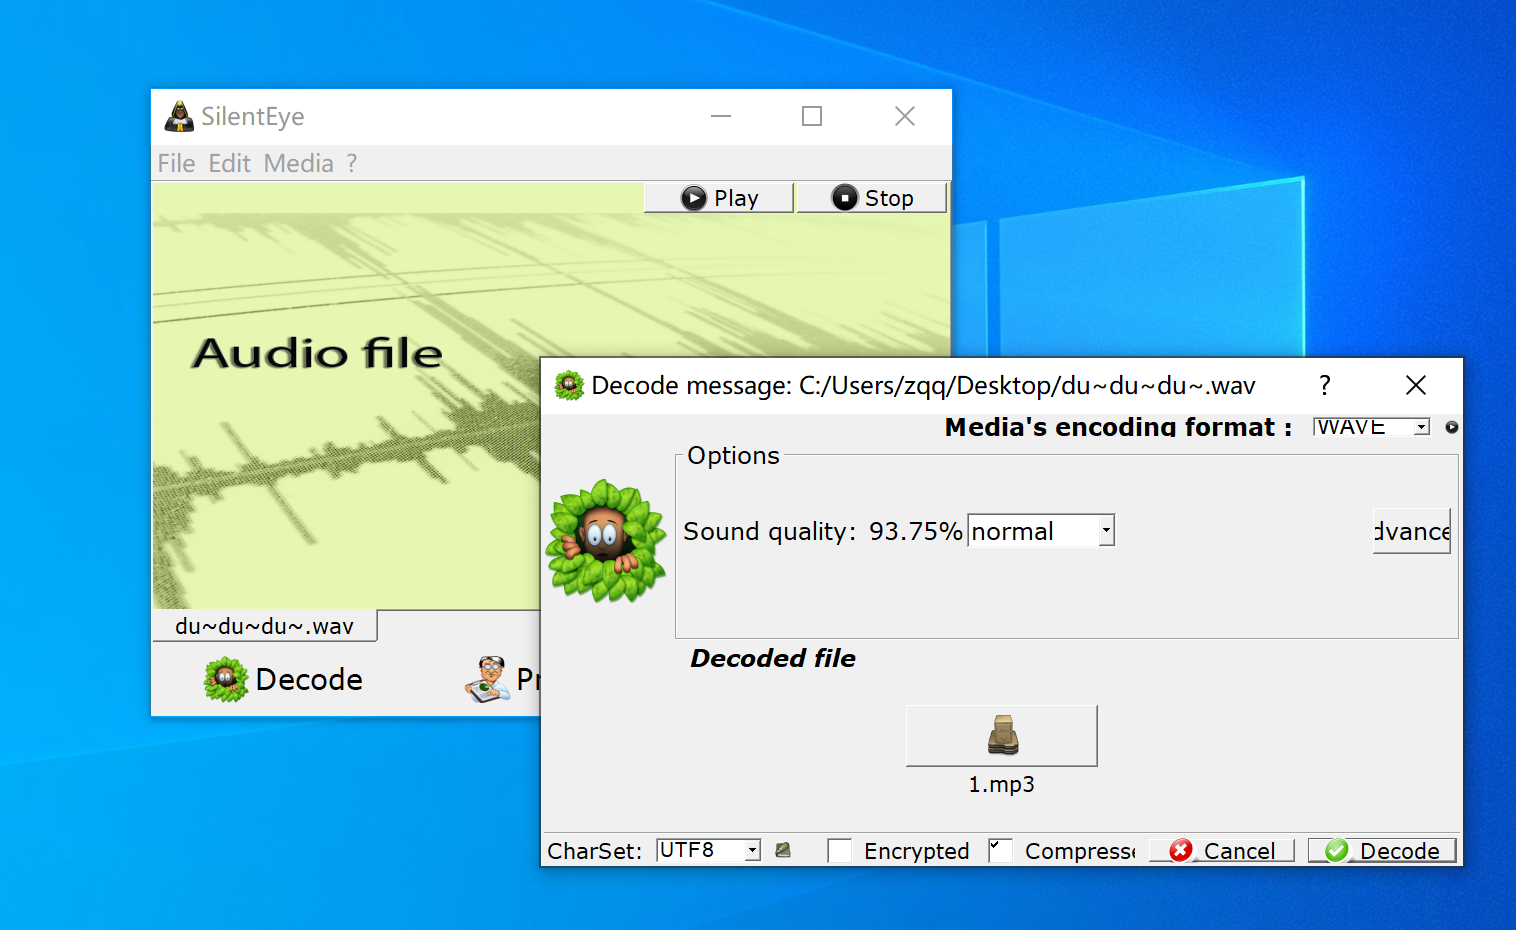 SilentEye
File Edit Media ?
Play Stop
Audio file
du~du~du~.wav
Decode
Decode message: C:/Users/zqq/Desktop/du~du~du~.wav ?
Media's encoding format : WAVE
Options
Sound quality: 93.75% normal
dvance
Decoded file
1.mp3
CharSet: UTF8 Encrypted Compresse Cancel Decode